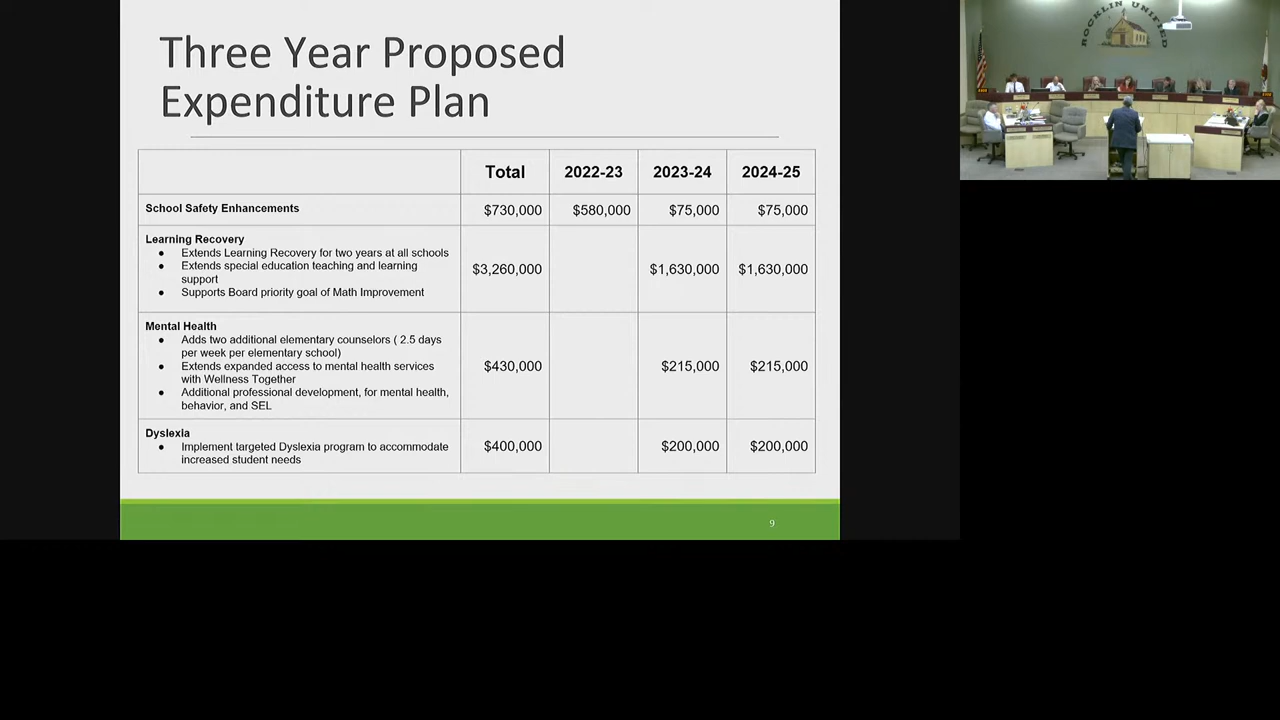 Three Year Proposed
Expenditure Plan
Total 2022-23 2023-24 2024-25
School Safety Enhancements $730,000 $580,000 $75,000 $75,000
Learning Recovery
● Extends Learning Recovery for two years at all schools
● Extends special education teaching and learning
support
● Supports Board priority goal of Math Improvement
$3,260,000 $1,630,000 $1,630,000
Mental Health
● Adds two additional elementary counselors ( 2.5 days
per week per elementary school)
● Extends expanded access to mental health services
with Wellness Together
● Additional professional development, for mental health,
behavior, and SEL
$430,000 $215,000 $215,000
Dyslexia
● Implement targeted Dyslexia program to accommodate
increased student needs
$400,000 $200,000 $200,000
9
ROCKLIN UNIFIED